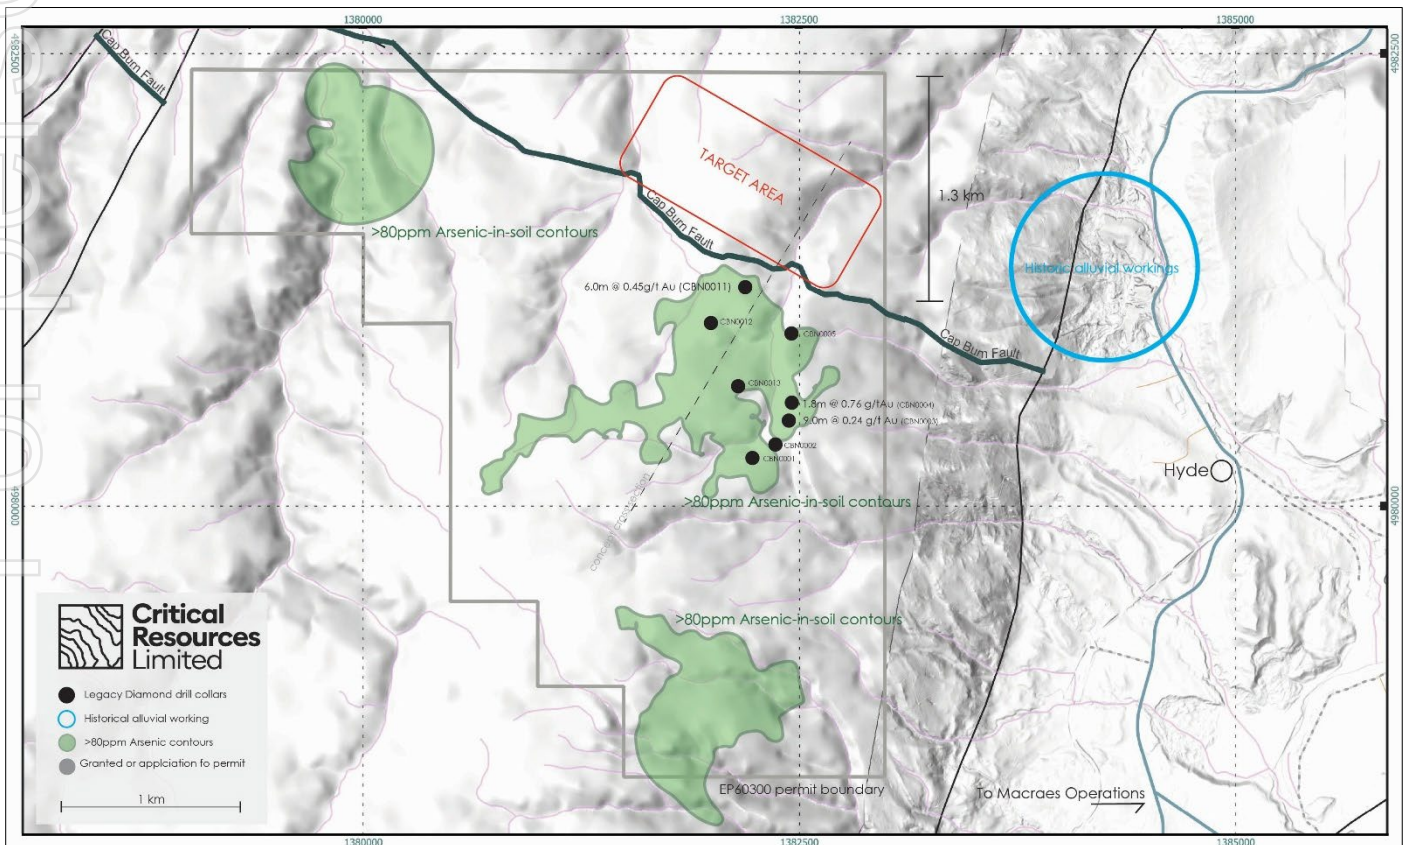 1380000
1382500
1385000
4982500
4982500
Cap Burn Fault
TARGET AREA
1.3 km
Cap Burn Fault
>80ppm Arsenic-in-soil contours
Historic alluvial workings
6.0m @ 0.45g/t Au (CBN0011)
CBN0012
CBN0005
Cap Burn Fault
CBN0013
1.8m @ 0.76 g/tAu (CBN0004)
9.0m @ 0.24 g/t Au (CBN0003)
CBN0002
CBN0001
Hyde
>80ppm Arsenic-in-soil contours
4980000
4980000
>80ppm Arsenic-in-soil contours
Critical
Resources
Limited
Legacy Diamond drill collars
Historical alluvial working
>80ppm Arsenic contours
Granted or applciation fo permit
1 km
EP60300 permit boundary
To Macraes Operations
1380000
1382500
1385000